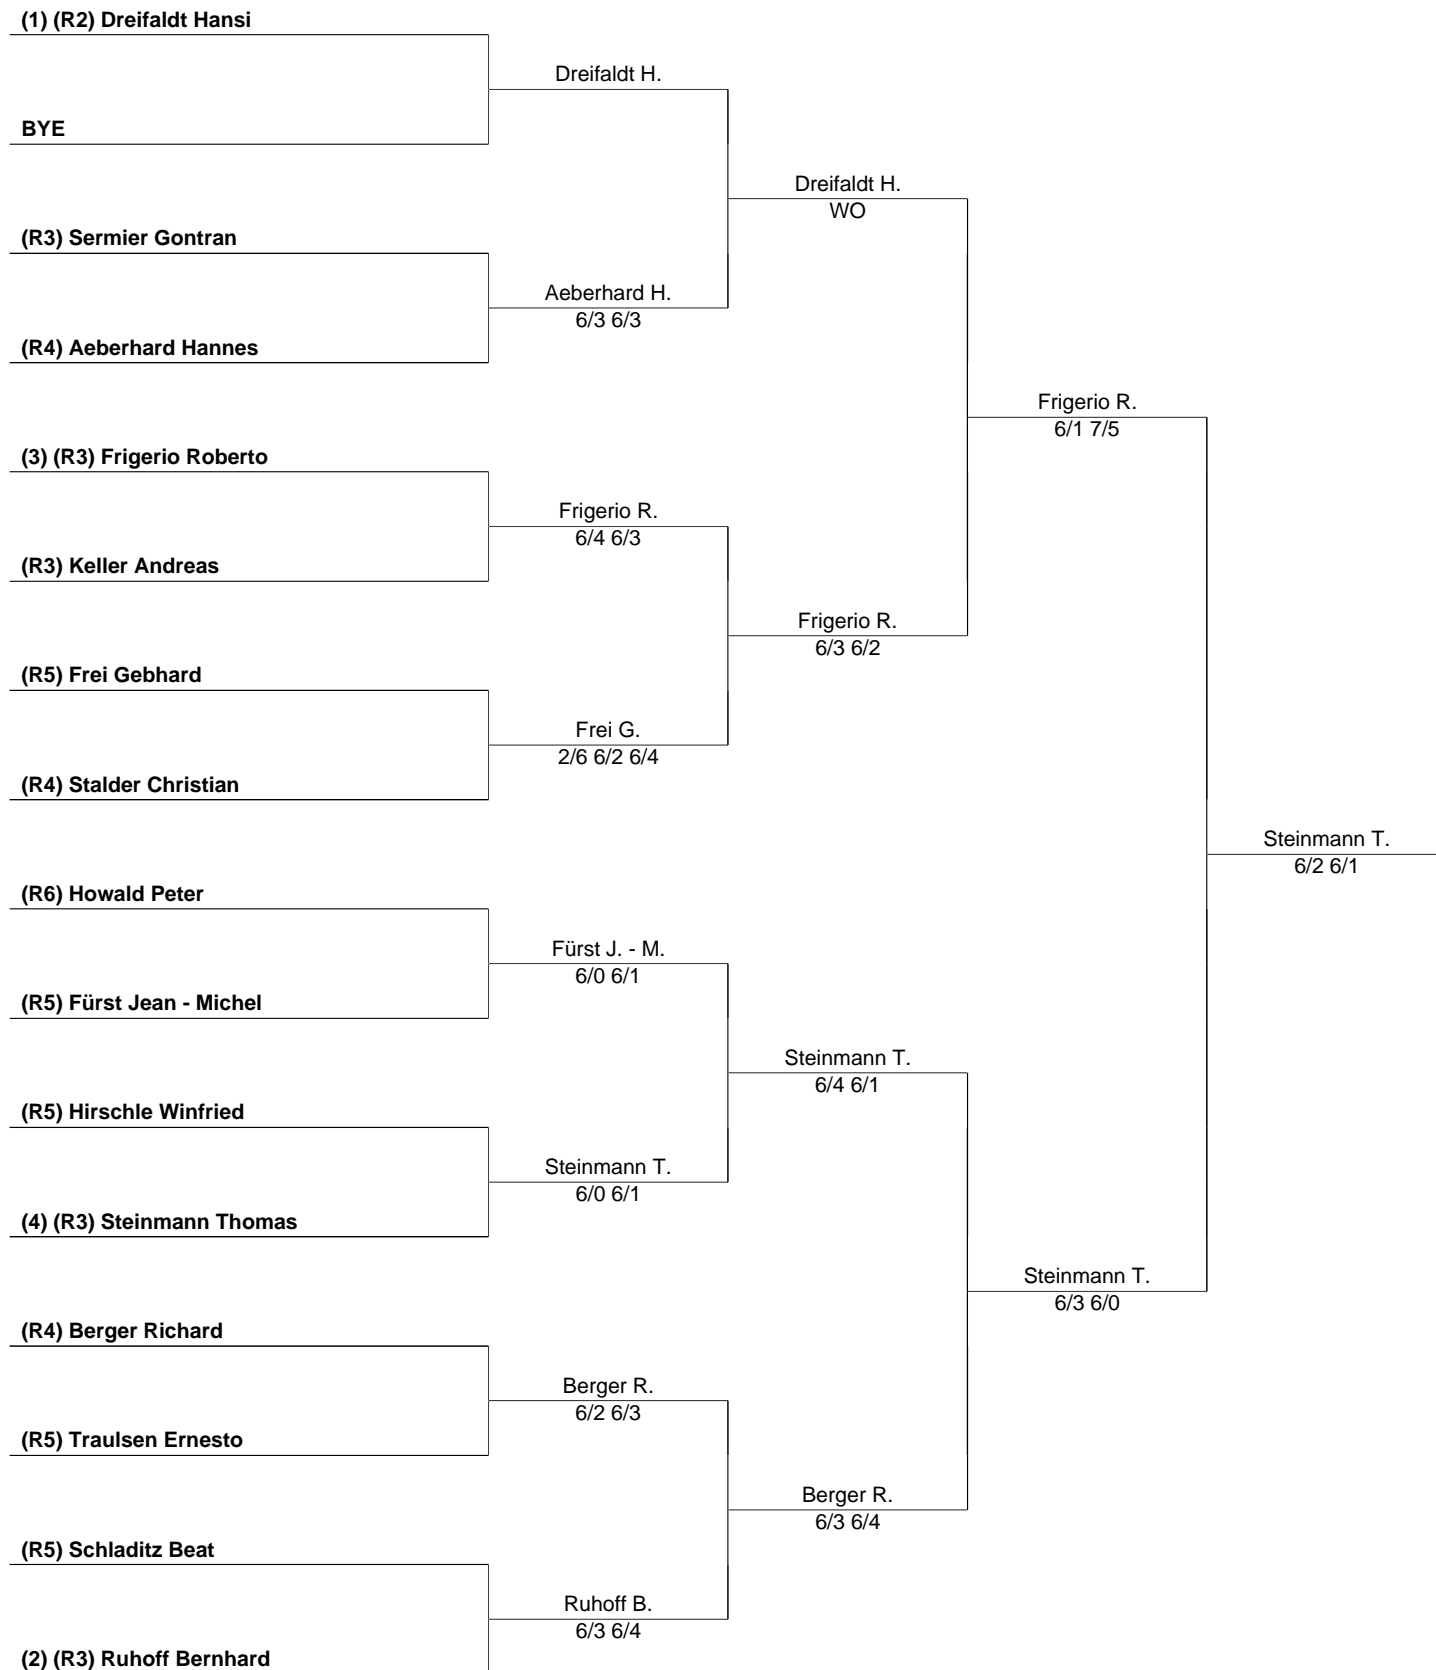 (1) (R2) Dreifaldt Hansi
Dreifaldt H.
BYE
Dreifaldt H.
WO
(R3) Sermier Gontran
Aeberhard H.
6/3 6/3
(R4) Aeberhard Hannes
Frigerio R.
6/1 7/5
(3) (R3) Frigerio Roberto
Frigerio R.
6/4 6/3
(R3) Keller Andreas
Frigerio R.
6/3 6/2
(R5) Frei Gebhard
Frei G.
2/6 6/2 6/4
(R4) Stalder Christian
Steinmann T.
6/2 6/1
(R6) Howald Peter
Fürst J. - M.
6/0 6/1
(R5) Fürst Jean - Michel
Steinmann T.
6/4 6/1
(R5) Hirschle Winfried
Steinmann T.
6/0 6/1
(4) (R3) Steinmann Thomas
Steinmann T.
6/3 6/0
(R4) Berger Richard
Berger R.
6/2 6/3
(R5) Traulsen Ernesto
Berger R.
6/3 6/4
(R5) Schladitz Beat
Ruhoff B.
6/3 6/4
(2) (R3) Ruhoff Bernhard